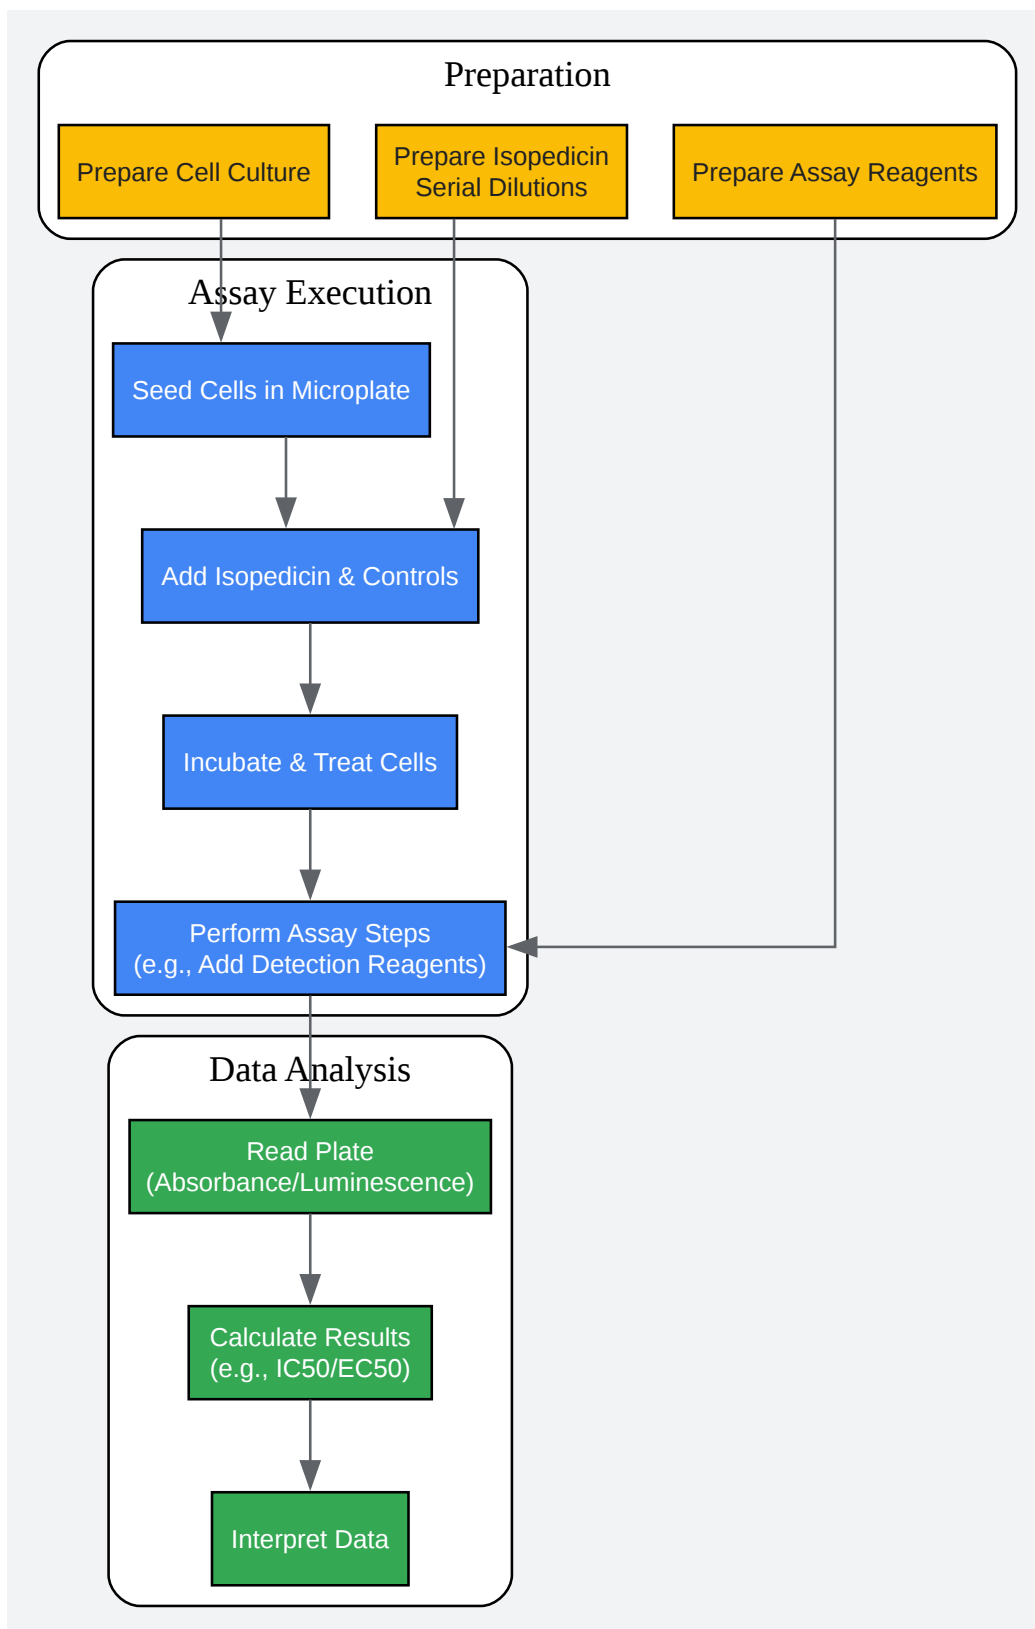 Preparation
Prepare Cell Culture
Prepare Isopedicin
Serial Dilutions
Prepare Assay Reagents
Assay Execution
Seed Cells in Microplate
Add Isopedicin & Controls
Incubate & Treat Cells
Perform Assay Steps
(e.g., Add Detection Reagents)
Data Analysis
Read Plate
(Absorbance/Luminescence)
Calculate Results
(e.g., IC50/EC50)
Interpret Data